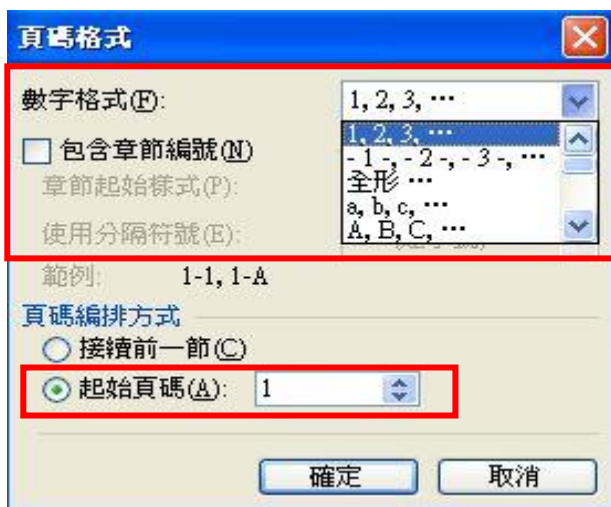 頁碼格式
數字格式(F):
1, 2, 3, …
包含章節編號(N)
1, 2, 3, …
- 1 -, - 2 -, - 3 -, …
全形 …
a, b, c, …
A, B, C, …
章節起始樣式(P):
使用分隔符號(E):
範例: 1-1, 1-A
頁碼編排方式
接續前一節(C)
起始頁碼(A): 1
確定 取消